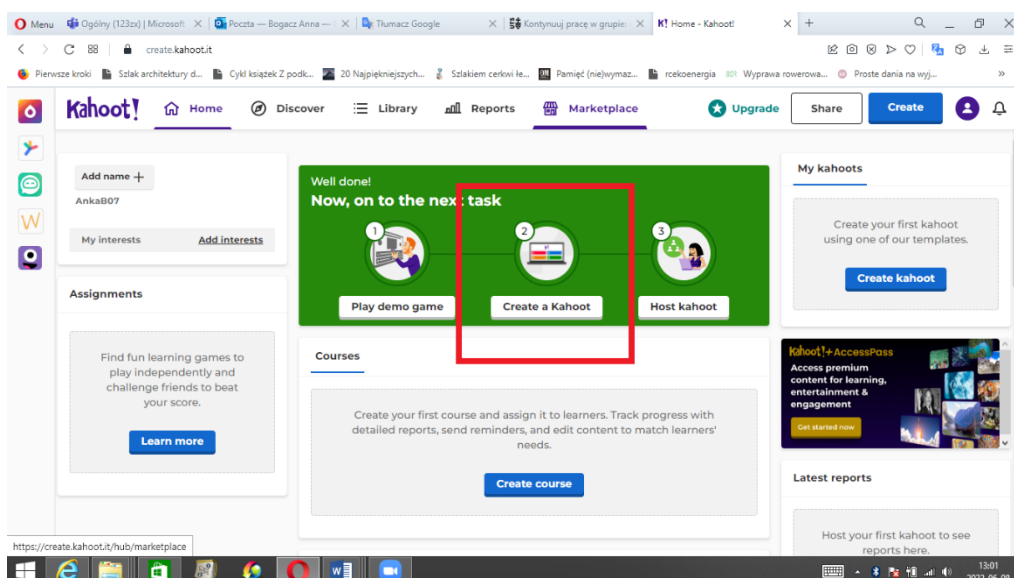 Menu
Ogólny (123zx) | Microsoft
Poczta — Bogacz Anna —
Tłumacz Google
Kontynuuj pracę w grupie:
K! Home - Kahoot!
create.kahoot.it
Pierwsze kroki
Szlak architektury d...
Cykl książek Z podk...
20 Najpiękniejszych...
Szlakiem cerkwi łe...
Pamięć (nie)wymaz...
rcekoenergia
Wyprawa rowerowa...
Proste dania na wyj...
»
Kahoot!
Home
Discover
Library
Reports
Marketplace
Upgrade
Share
Create
Add name +
AnkaB07
My interests
Add interests
Assignments
Find fun learning games to
play independently and
challenge friends to beat
your score.
Learn more
Well done!
Now, on to the next task
1
2
3
Play demo game
Create a Kahoot
Host kahoot
Courses
Create your first course and assign it to learners. Track progress with
detailed reports, send reminders, and edit content to match learners'
needs.
Create course
My kahoots
Create your first kahoot
using one of our templates.
Create kahoot
Kahoot!+AccessPass
Access premium
content for learning,
entertainment &
engagement
Get started now
Latest reports
Host your first kahoot to see
reports here.
https://create.kahoot.it/hub/marketplace
13:01
2022-06-09